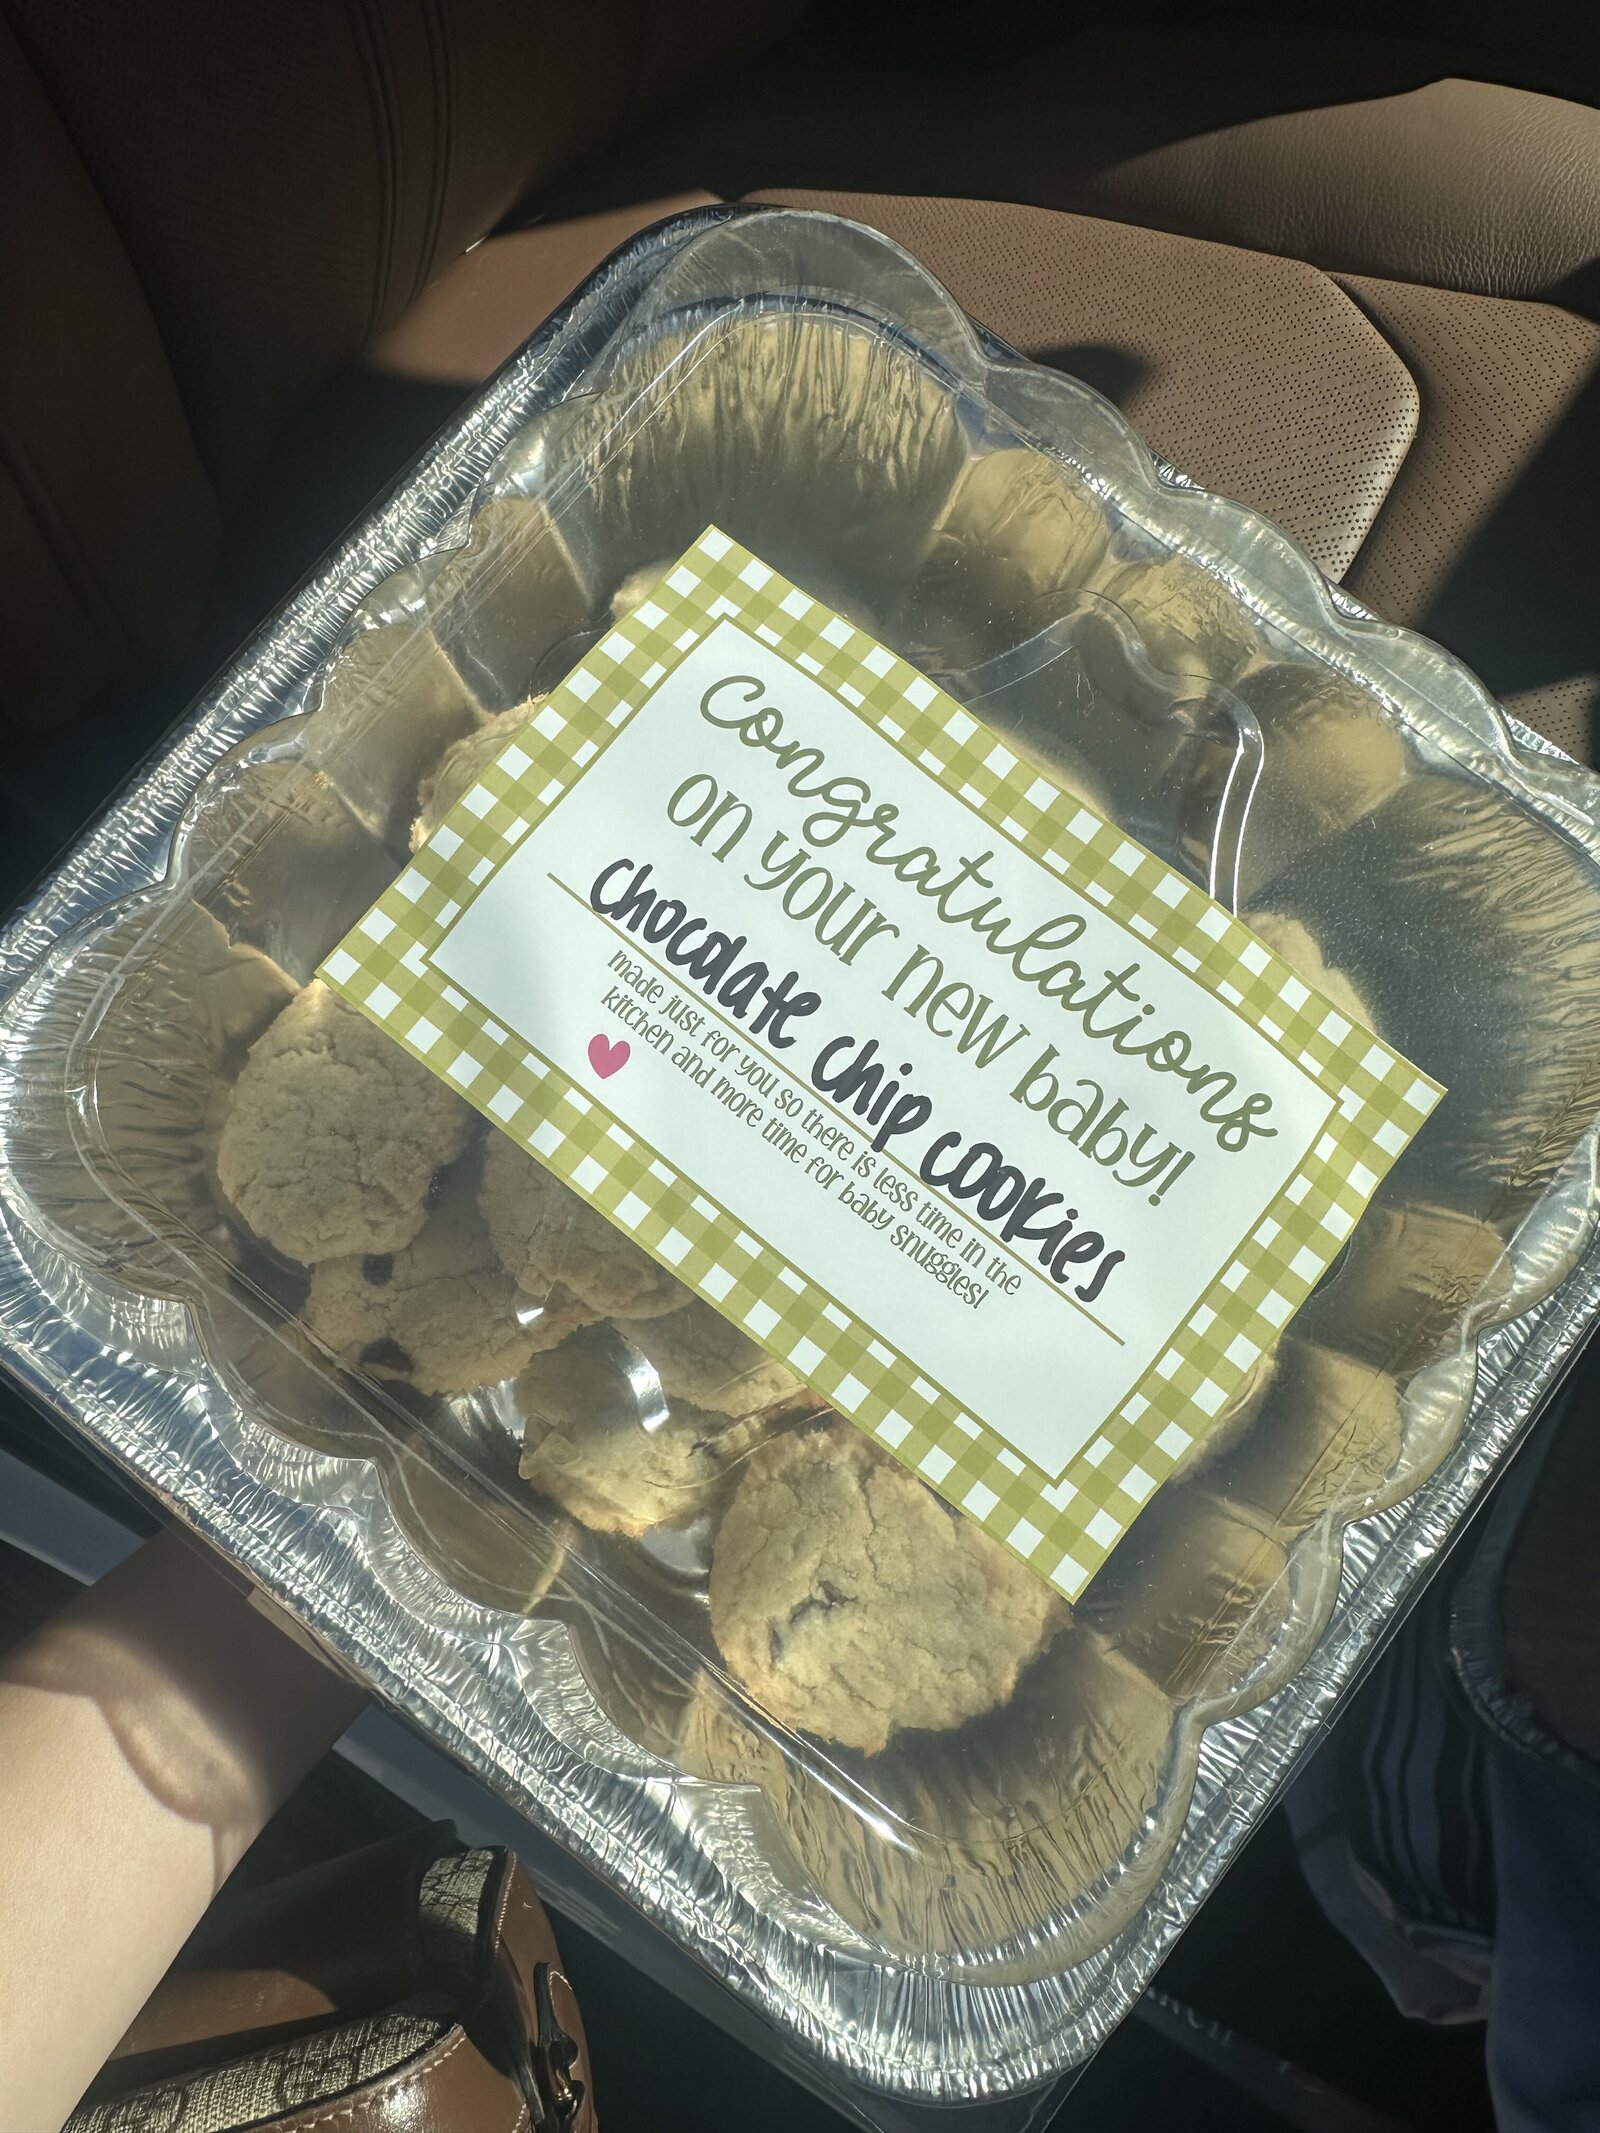 Congratulations
on your new baby!
chocolate chip cookies
made just for you so there is less time in the
kitchen and more time for baby snuggles!